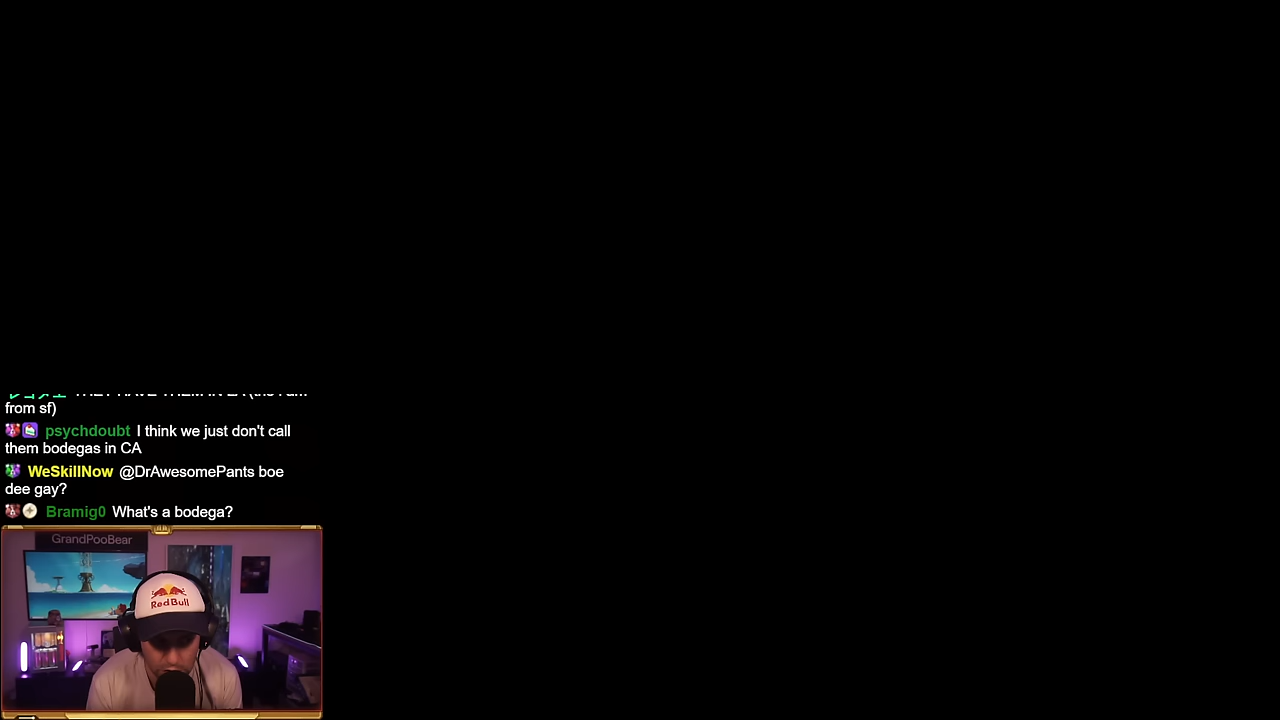 from sf)
psychdoubt I think we just don't call
them bodegas in CA
WeSkillNow @DrAwesomePants boe
dee gay?
Bramig0 What's a bodega?
GrandPooBear
Red Bull